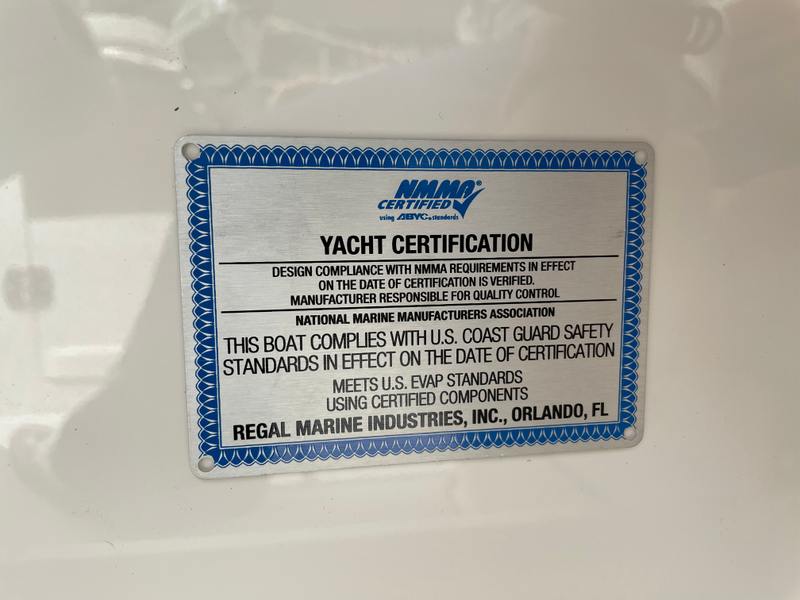 NMMA®
CERTIFIED
using ABYC® standards
YACHT CERTIFICATION
DESIGN COMPLIANCE WITH NMMA REQUIREMENTS IN EFFECT
ON THE DATE OF CERTIFICATION IS VERIFIED.
MANUFACTURER RESPONSIBLE FOR QUALITY CONTROL
NATIONAL MARINE MANUFACTURERS ASSOCIATION
THIS BOAT COMPLIES WITH U.S. COAST GUARD SAFETY
STANDARDS IN EFFECT ON THE DATE OF CERTIFICATION
MEETS U.S. EVAP STANDARDS
USING CERTIFIED COMPONENTS
REGAL MARINE INDUSTRIES, INC., ORLANDO, FL